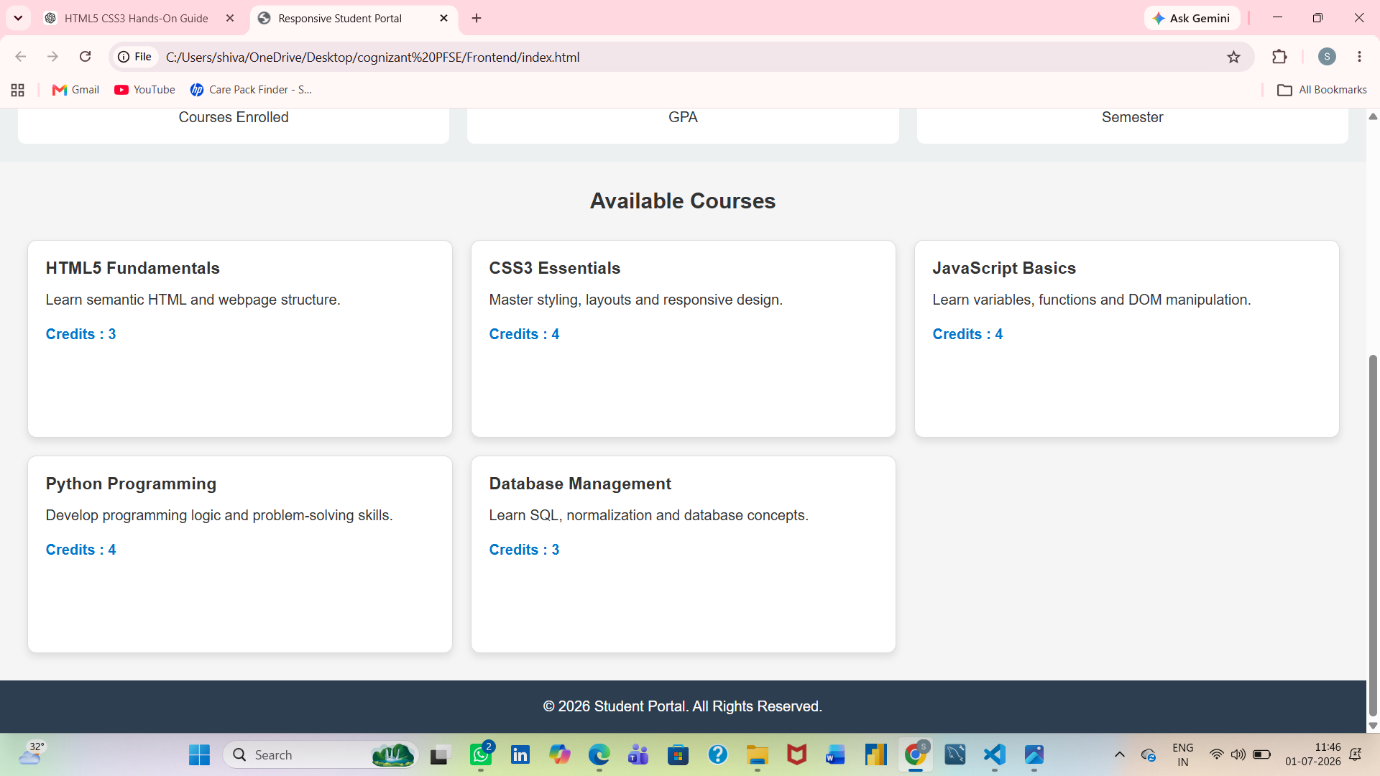 HTML5 CSS3 Hands-On Guide
Responsive Student Portal
Ask Gemini
File
C:/Users/shiva/OneDrive/Desktop/cognizant%20PFSE/Frontend/index.html
S
Gmail
YouTube
Care Pack Finder - S...
All Bookmarks
Courses Enrolled
GPA
Semester
Available Courses
HTML5 Fundamentals
Learn semantic HTML and webpage structure.
Credits : 3
CSS3 Essentials
Master styling, layouts and responsive design.
Credits : 4
JavaScript Basics
Learn variables, functions and DOM manipulation.
Credits : 4
Python Programming
Develop programming logic and problem-solving skills.
Credits : 4
Database Management
Learn SQL, normalization and database concepts.
Credits : 3
© 2026 Student Portal. All Rights Reserved.
32°
Search
2
ENG
IN
11:46
01-07-2026